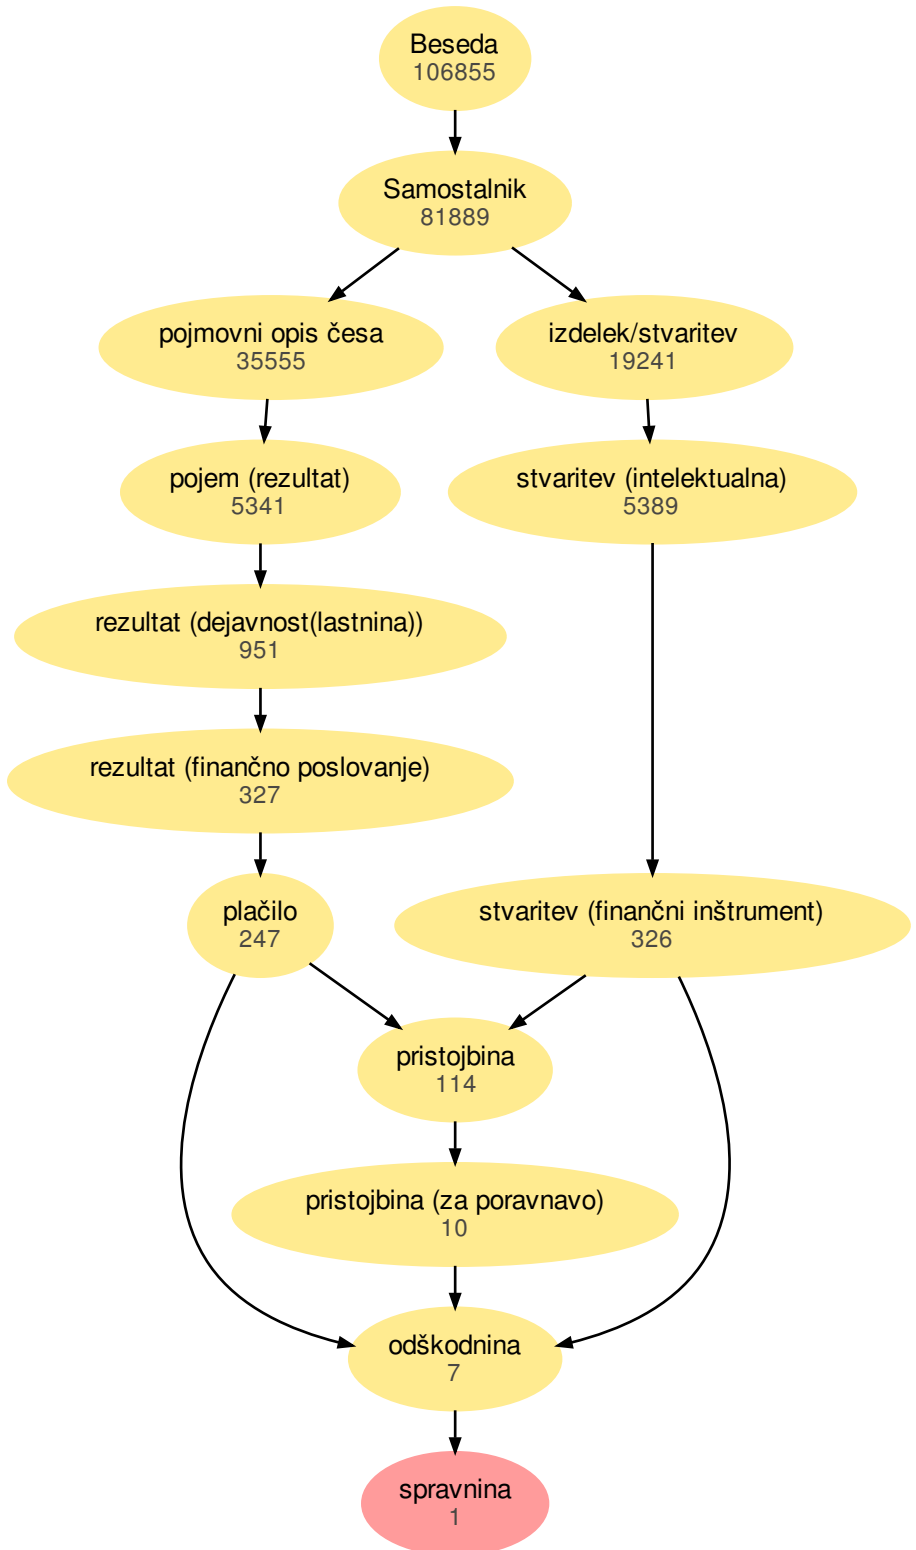 Beseda
106855
Samostalnik
81889
pojmovni opis česa
35555
izdelek/stvaritev
19241
pojem (rezultat)
5341
stvaritev (intelektualna)
5389
rezultat (dejavnost(lastnina))
951
rezultat (finančno poslovanje)
327
plačilo
247
stvaritev (finančni inštrument)
326
pristojbina
114
pristojbina (za poravnavo)
10
odškodnina
7
spravnina
1